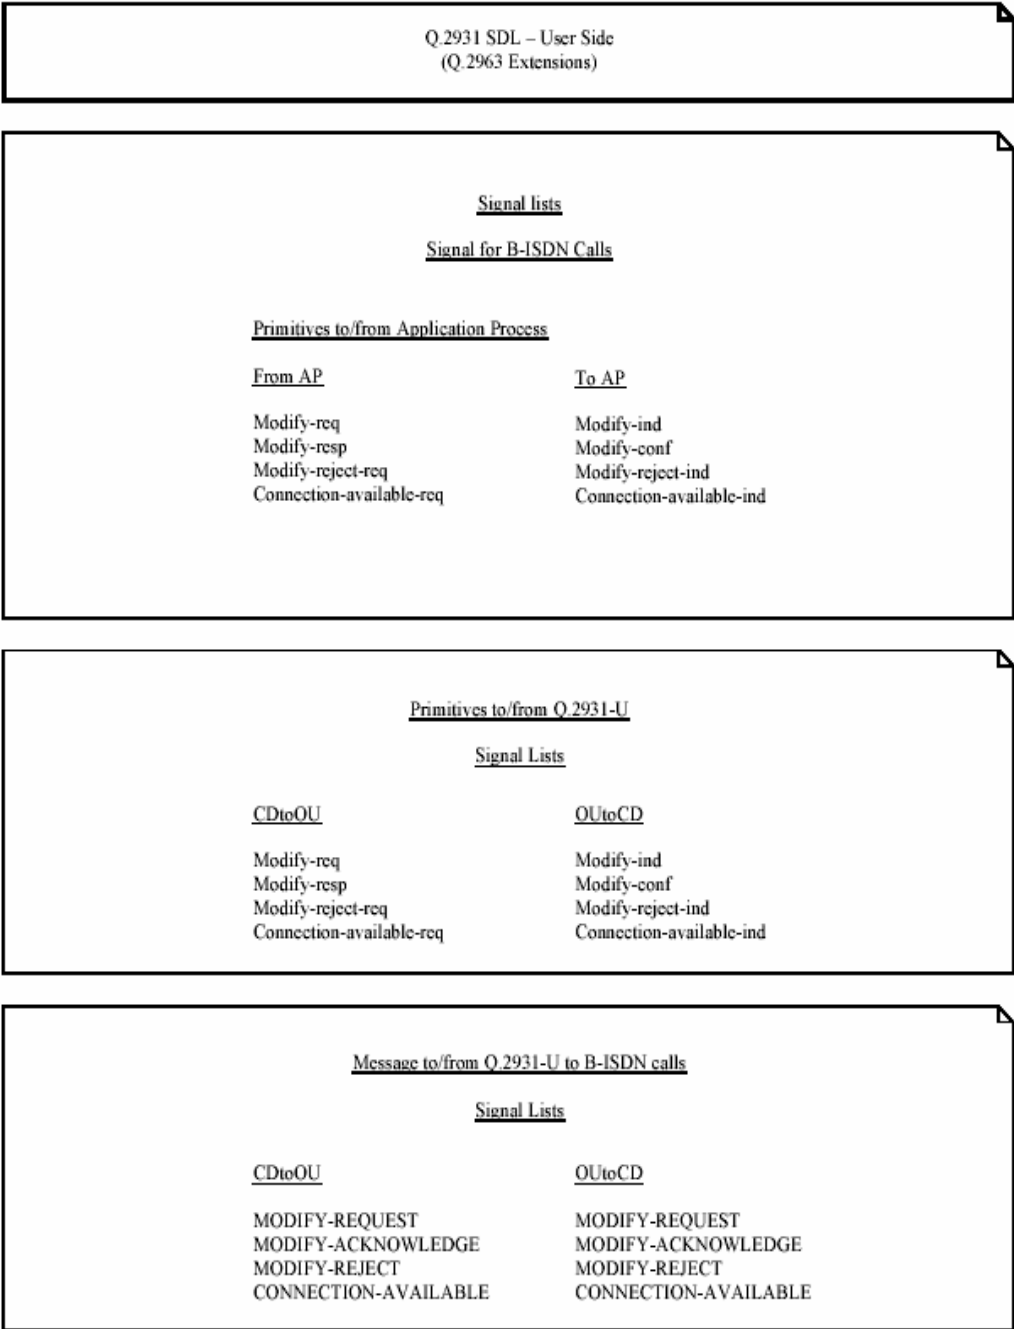 Q.2931 SDL – User Side
(Q.2963 Extensions)
Signal lists
Signal for B-ISDN Calls
Primitives to/from Application Process
From AP
To AP
Modify-req
Modify-ind
Modify-resp
Modify-conf
Modify-reject-req
Modify-reject-ind
Connection-available-req
Connection-available-ind
Primitives to/from Q.2931-U
Signal Lists
CDtoOU
OUtoCD
Modify-req
Modify-ind
Modify-resp
Modify-conf
Modify-reject-req
Modify-reject-ind
Connection-available-req
Connection-available-ind
Message to/from Q.2931-U to B-ISDN calls
Signal Lists
CDtoOU
OUtoCD
MODIFY-REQUEST
MODIFY-REQUEST
MODIFY-ACKNOWLEDGE
MODIFY-ACKNOWLEDGE
MODIFY-REJECT
MODIFY-REJECT
CONNECTION-AVAILABLE
CONNECTION-AVAILABLE